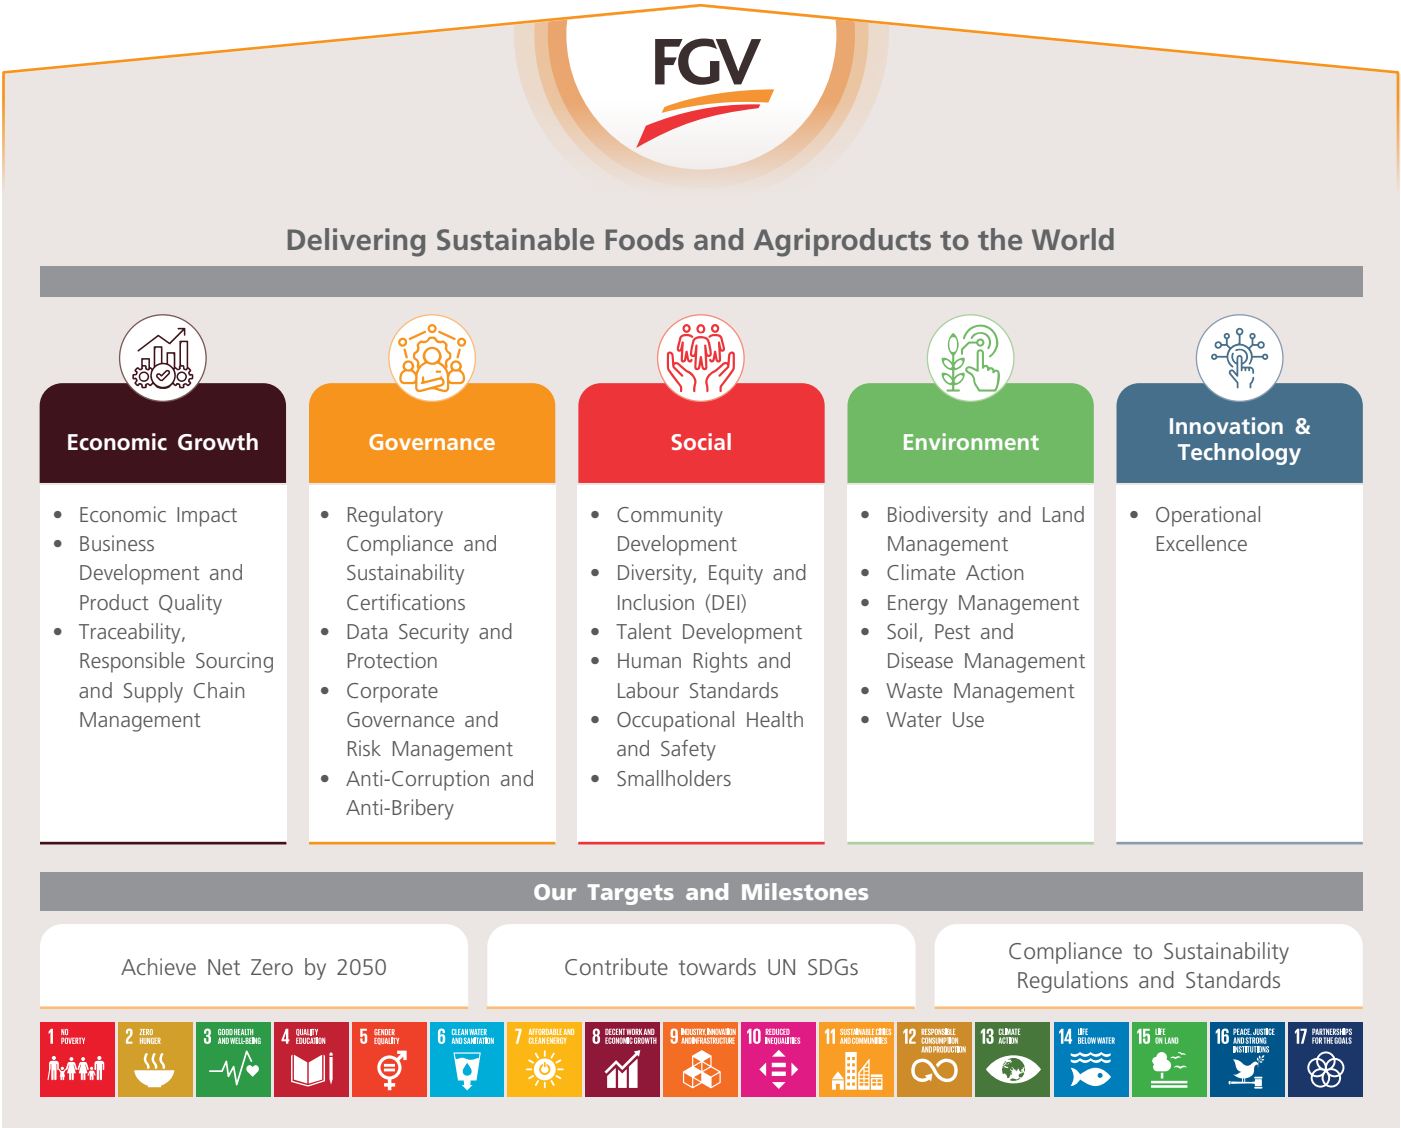 FGV
Delivering Sustainable Foods and Agriproducts to the World
Economic Growth
• Economic Impact
• Business
Development and
Product Quality
• Traceability,
Responsible Sourcing
and Supply Chain
Management
Governance
• Regulatory
Compliance and
Sustainability
Certifications
• Data Security and
Protection
• Corporate
Governance and
Risk Management
• Anti-Corruption and
Anti-Bribery
Social
• Community
Development
• Diversity, Equity and
Inclusion (DEI)
• Talent Development
• Human Rights and
Labour Standards
• Occupational Health
and Safety
• Smallholders
Environment
• Biodiversity and Land
Management
• Climate Action
• Energy Management
• Soil, Pest and
Disease Management
• Waste Management
• Water Use
Innovation &
Technology
• Operational
Excellence
Our Targets and Milestones
Achieve Net Zero by 2050
Contribute towards UN SDGs
Compliance to Sustainability
Regulations and Standards
1 NO
POVERTY
2 ZERO
HUNGER
3 GOOD HEALTH
AND WELL-BEING
4 QUALITY
EDUCATION
5 GENDER
EQUALITY
6 CLEAN WATER
AND SANITATION
7 AFFORDABLE AND
CLEAN ENERGY
8 DECENT WORK AND
ECONOMIC GROWTH
9 INDUSTRY, INNOVATION
AND INFRASTRUCTURE
10 REDUCED
INEQUALITIES
11 SUSTAINABLE CITIES
AND COMMUNITIES
12 RESPONSIBLE
CONSUMPTION
AND PRODUCTION
13 CLIMATE
ACTION
14 LIFE
BELOW WATER
15 LIFE
ON LAND
16 PEACE, JUSTICE
AND STRONG
INSTITUTIONS
17 PARTNERSHIPS
FOR THE GOALS